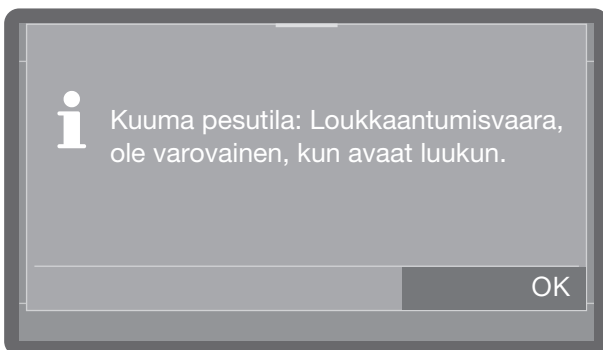 Kuuma pesutila: Loukkaantumisvaara,
ole varovainen, kun avaat luukun.
OK